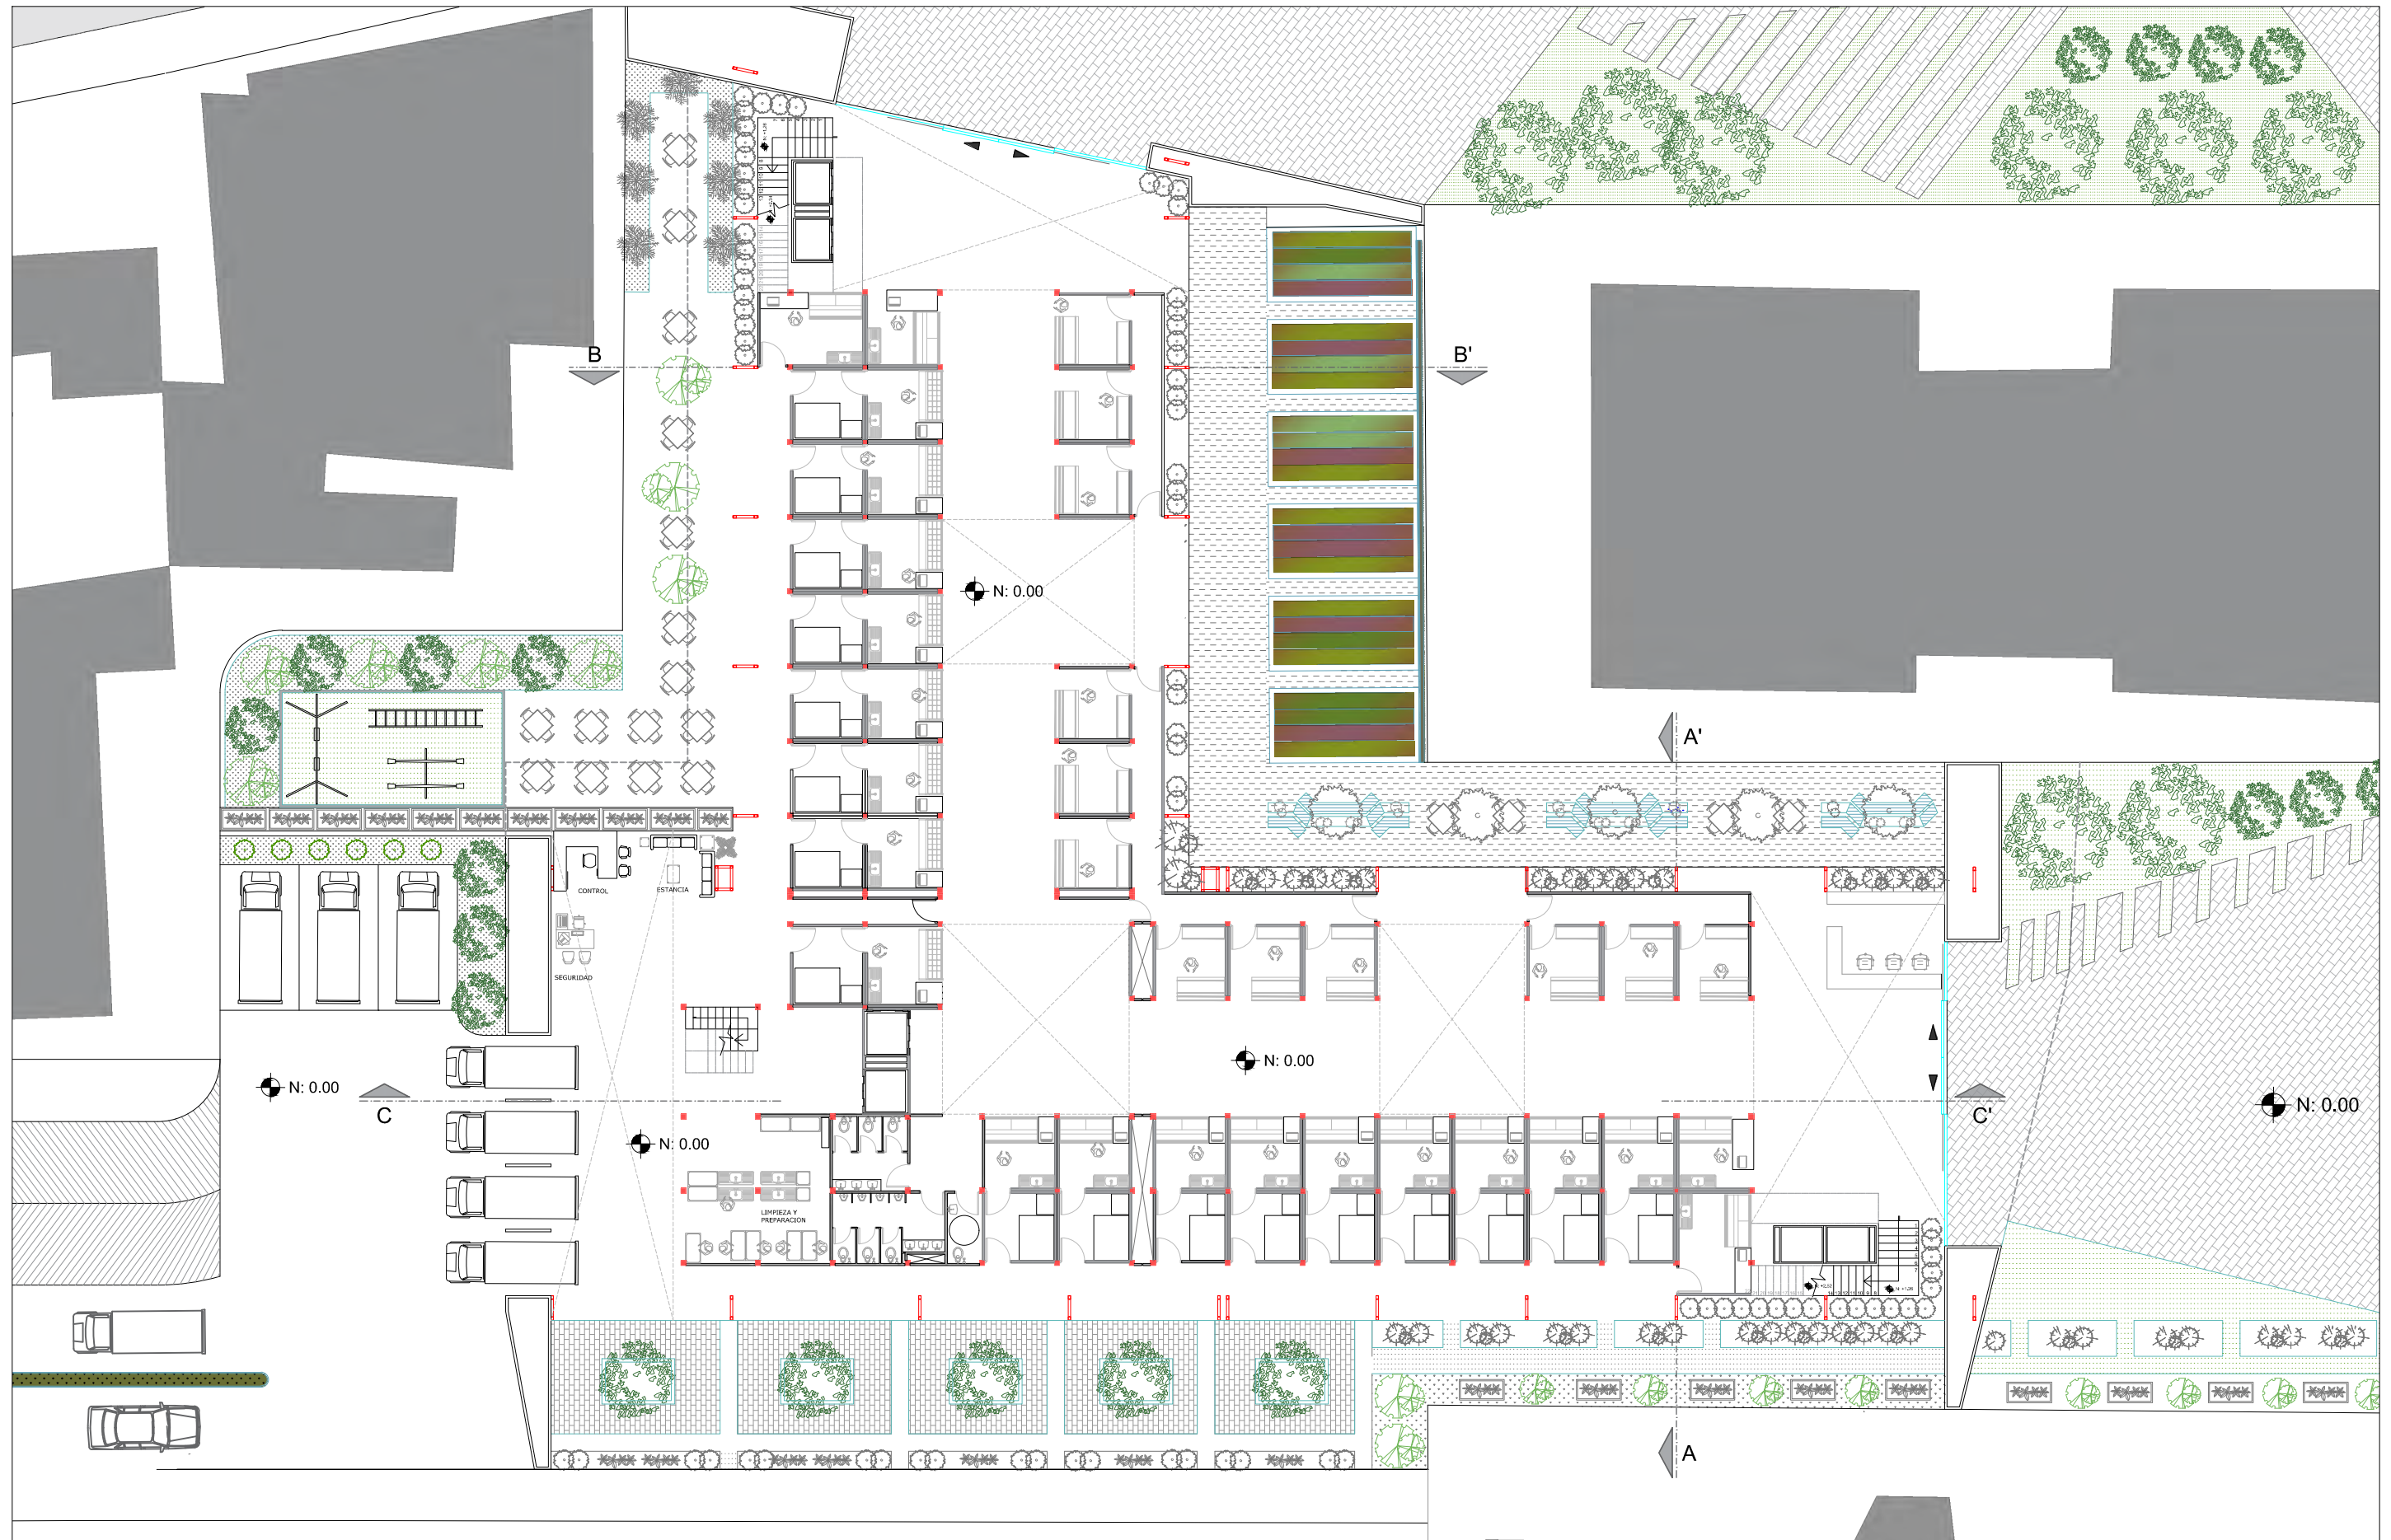 B
B'
N: 0.00
A'
CONTROL
ESTANCIA
SEGURIDAD
N: 0.00
N: 0.00
C
C'
N: 0.00
N: 0.00
LIMPIEZA Y
PREPARACION
A